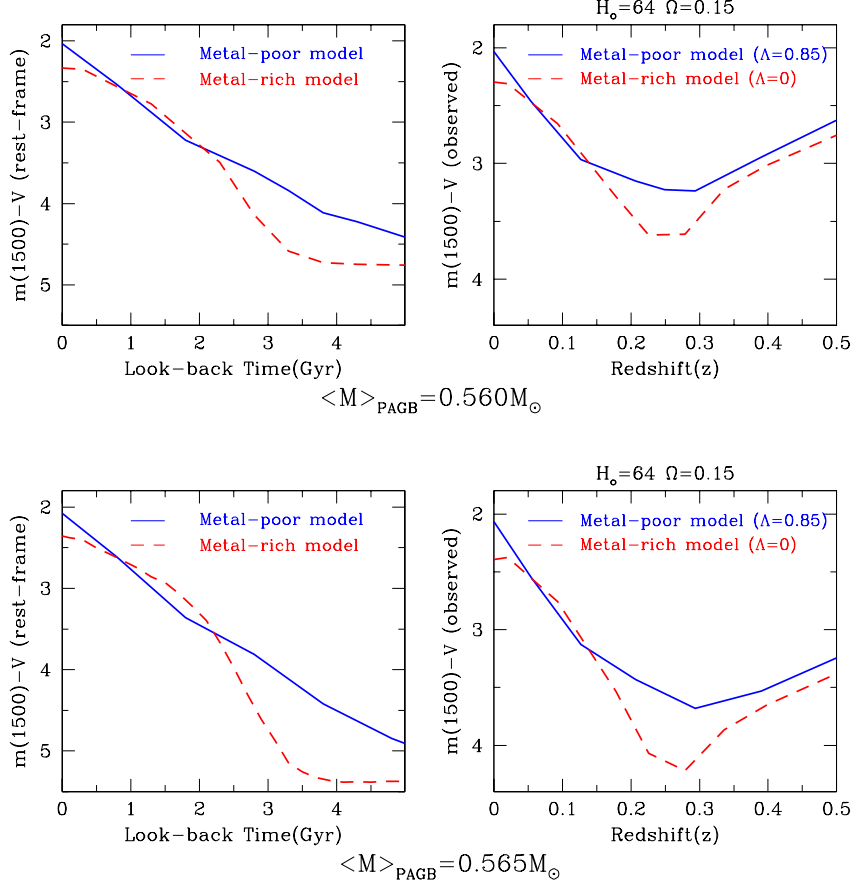 H₀=64 Ω=0.15
2
3
4
5
m(1500)-V (rest-frame)
Metal-poor model
Metal-rich model
0 1 2 3 4
Look-back Time(Gyr)
2
3
4
m(1500)-V (observed)
Metal-poor model (Λ=0.85)
Metal-rich model (Λ=0)
0 0.1 0.2 0.3 0.4 0.5
Redshift(z)
<M>PAGB=0.560M⊙
H₀=64 Ω=0.15
2
3
4
5
m(1500)-V (rest-frame)
Metal-poor model
Metal-rich model
0 1 2 3 4
Look-back Time(Gyr)
2
3
4
m(1500)-V (observed)
Metal-poor model (Λ=0.85)
Metal-rich model (Λ=0)
0 0.1 0.2 0.3 0.4 0.5
Redshift(z)
<M>PAGB=0.565M⊙